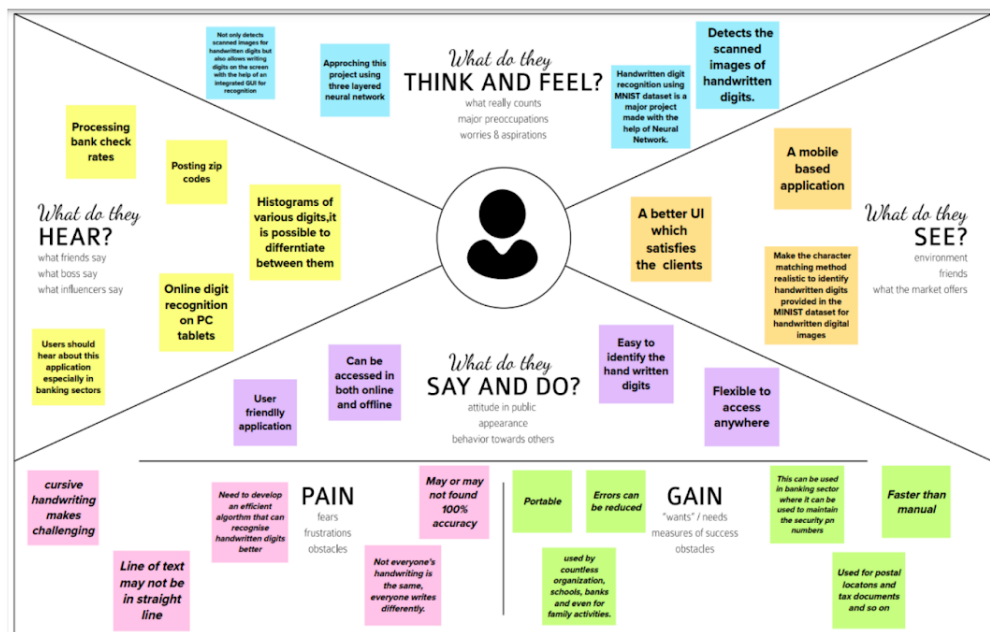 Not only detects
scanned images for
handwritten digits but
also allows writing
digits on the screen
with the help of an
integrated GUI for
recognition
Approching this
project using
three layered
neural network
What do they
THINK AND FEEL?
what really counts
major preoccupations
worries & aspirations
Handwritten digit
recognition using
MNIST dataset is a
major project
made with the
help of Neural
Network.
Detects the
scanned
images of
handwritten
digits.
Processing
bank check
rates
Posting zip
codes
Histograms of
various digits,it
is possible to
differntiate
between them
What do they
HEAR?
what friends say
what boss say
what influencers say
Online digit
recognition
on PC
tablets
Users should
hear about this
application
especially in
banking sectors
A mobile
based
application
A better UI
which
satisfies
the clients
What do they
SEE?
environment
friends
what the market offers
Make the character
matching method
realistic to identify
handwritten digits
provided in the
MINIST dataset for
handwritten digital
images
User
friendlly
application
Can be
accessed in
both online
and offline
What do they
SAY AND DO?
attitude in public
appearance
behavior towards others
Easy to
identify the
hand written
digits
Flexible to
access
anywhere
cursive
handwriting
makes
challenging
Line of text
may not be
in straight
line
Need to develop
an efficient
algorthm that can
recognise
handwritten digits
better
PAIN
fears
frustrations
obstacles
May or may
not found
100%
accuracy
Not everyone's
handwriting is
the same,
everyone writes
differently.
Portable
Errors can
be reduced
used by
countless
organization,
schools, banks
and even for
family activities.
GAIN
"wants" / needs
measures of success
obstacles
This can be used
in banking sector
where it can be
used to maintain
the security pn
numbers
Faster than
manual
Used for postal
locatons and
tax documents
and so on